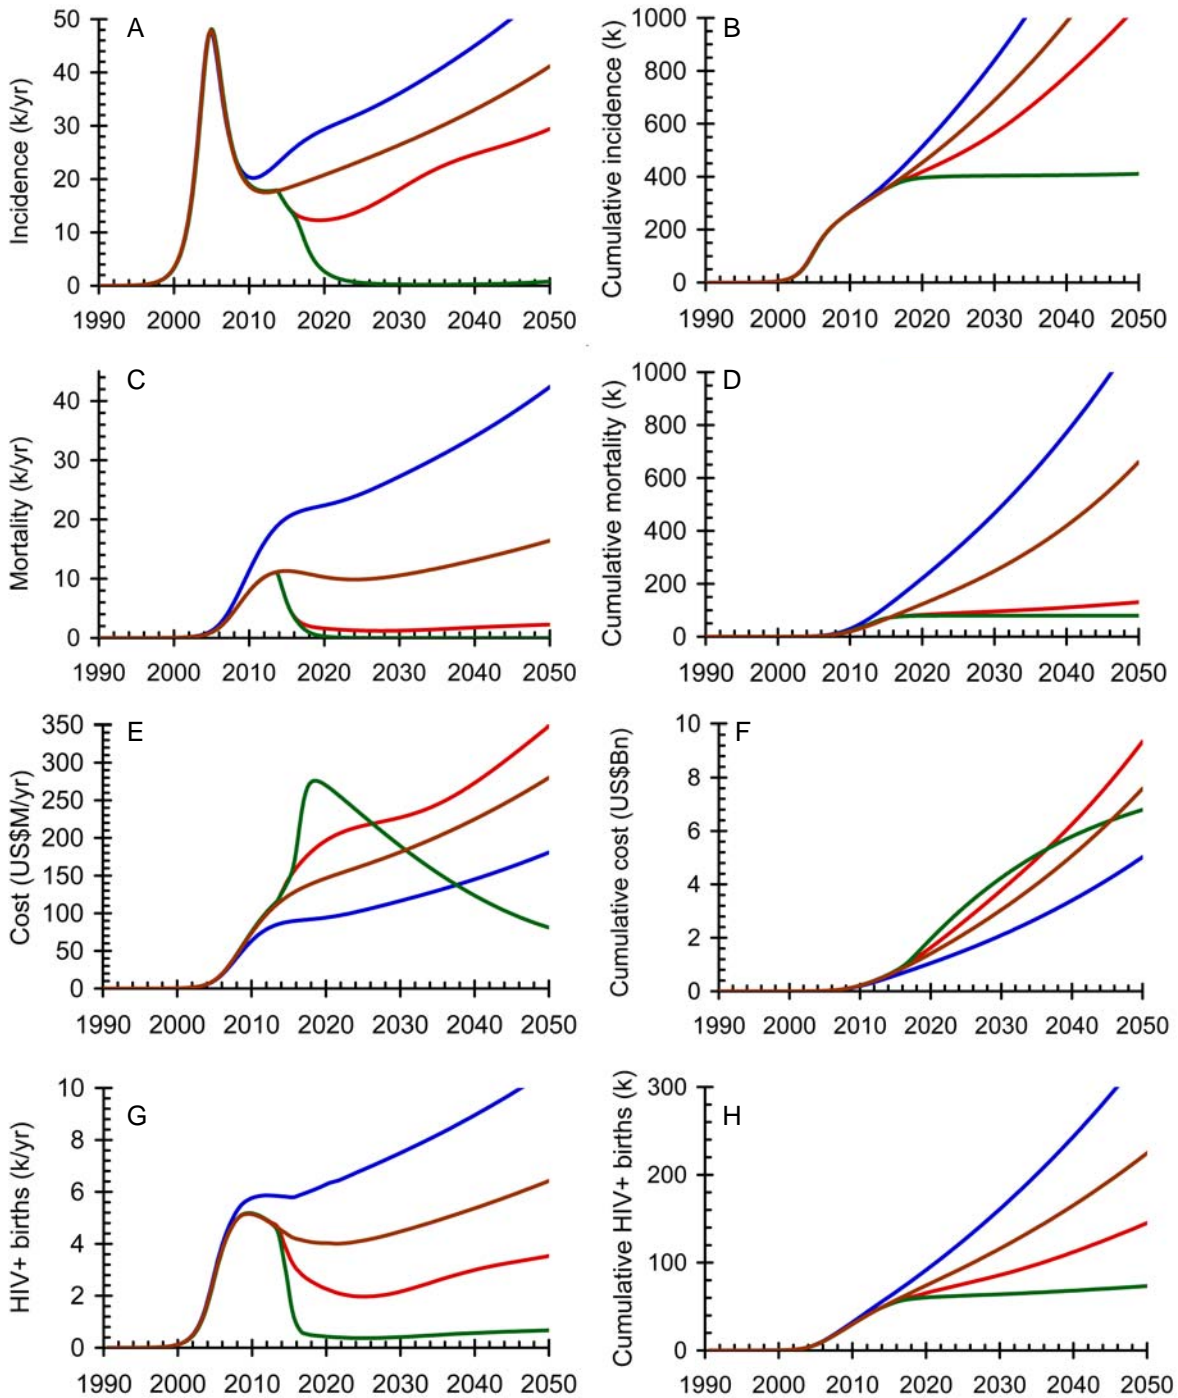 A
Incidence (k/yr)
50
40
30
20
10
0
1990 2000 2010 2020 2030 2040 2050
B
Cumulative incidence (k)
1000
800
600
400
200
0
1990 2000 2010 2020 2030 2040 2050
C
Mortality (k/yr)
40
30
20
10
0
1990 2000 2010 2020 2030 2040 2050
D
Cumulative mortality (k)
1000
800
600
400
200
0
1990 2000 2010 2020 2030 2040 2050
E
Cost (US$M/yr)
350
300
250
200
150
100
50
0
1990 2000 2010 2020 2030 2040 2050
F
Cumulative cost (US$Bn)
10
8
6
4
2
0
1990 2000 2010 2020 2030 2040 2050
G
HIV+ births (k/yr)
10
8
6
4
2
0
1990 2000 2010 2020 2030 2040 2050
H
Cumulative HIV+ births (k)
300
200
100
0
1990 2000 2010 2020 2030 2040 2050